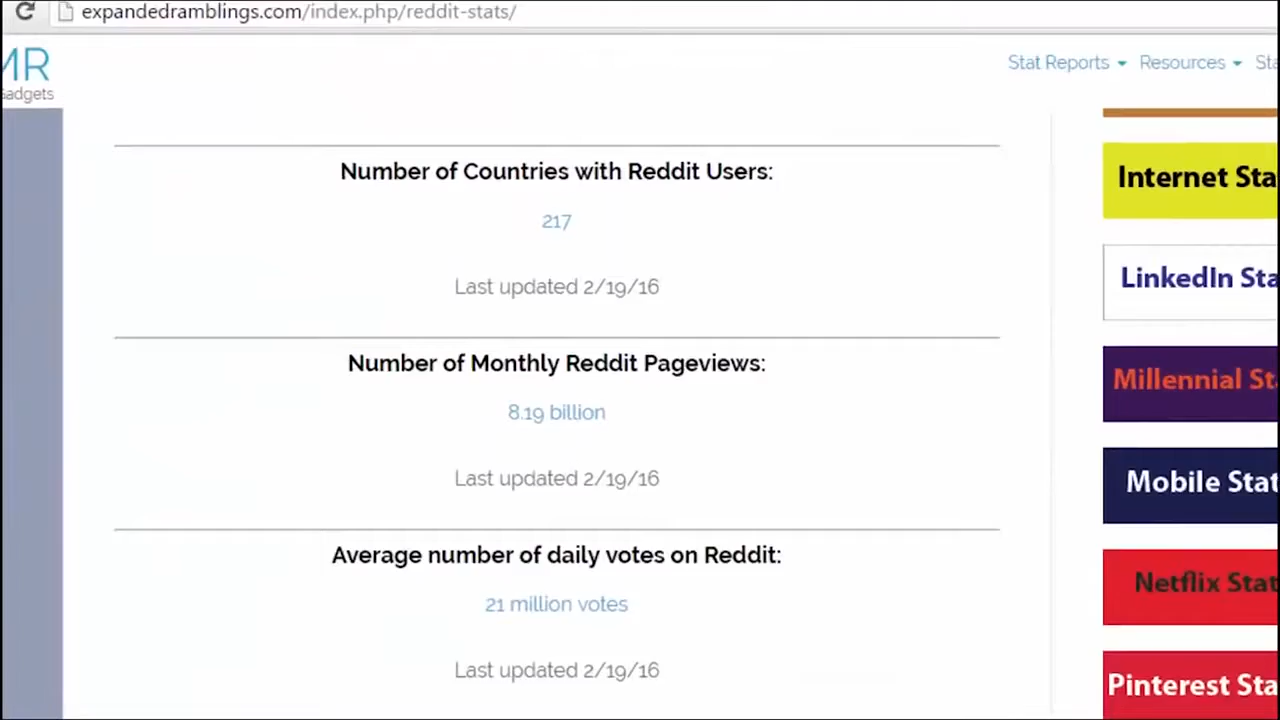 expandedramblings.com/index.php/reddit-stats/
MR
Gadgets
Stat Reports
Resources
Sta
Number of Countries with Reddit Users:
217
Last updated 2/19/16
Number of Monthly Reddit Pageviews:
8.19 billion
Last updated 2/19/16
Average number of daily votes on Reddit:
21 million votes
Last updated 2/19/16
Internet Sta
LinkedIn Sta
Millennial St
Mobile Stat
Netflix Stat
Pinterest Sta